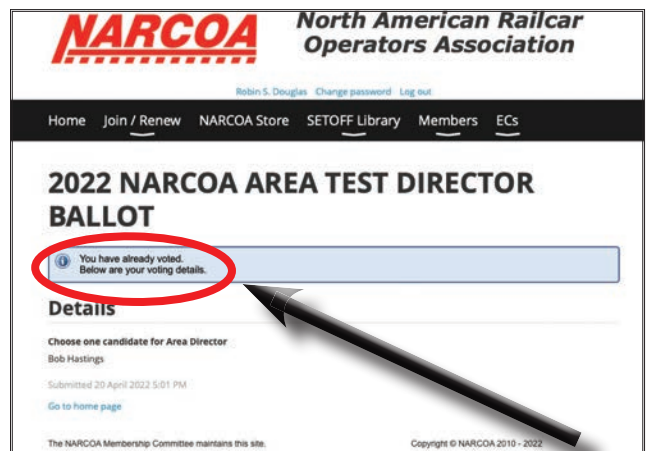 NARCOA
North American Railcar
Operators Association
Robin S. Douglas Change password Log out
Home Join / Renew NARCOA Store SETOFF Library Members ECs
2022 NARCOA AREA TEST DIRECTOR
BALLOT
You have already voted.
Below are your voting details.
Details
Choose one candidate for Area Director
Bob Hastings
Submitted 20 April 2022 5:01 PM
Go to home page
The NARCOA Membership Committee maintains this site. Copyright © NARCOA 2010 - 2022